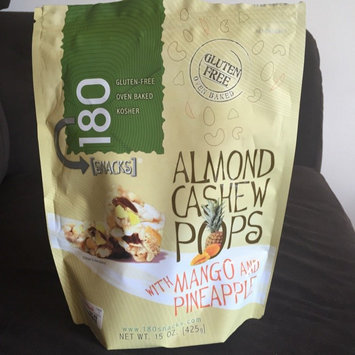 180
SNACKS
GLUTEN-FREE
OVEN BAKED
KOSHER
GLUTEN
FREE
OVEN BAKED
ALMOND
CASHEW
POPS
WITH MANGO AND
PINEAPPLE
www.180snacks.com
NET WT. 15 OZ. (425g)